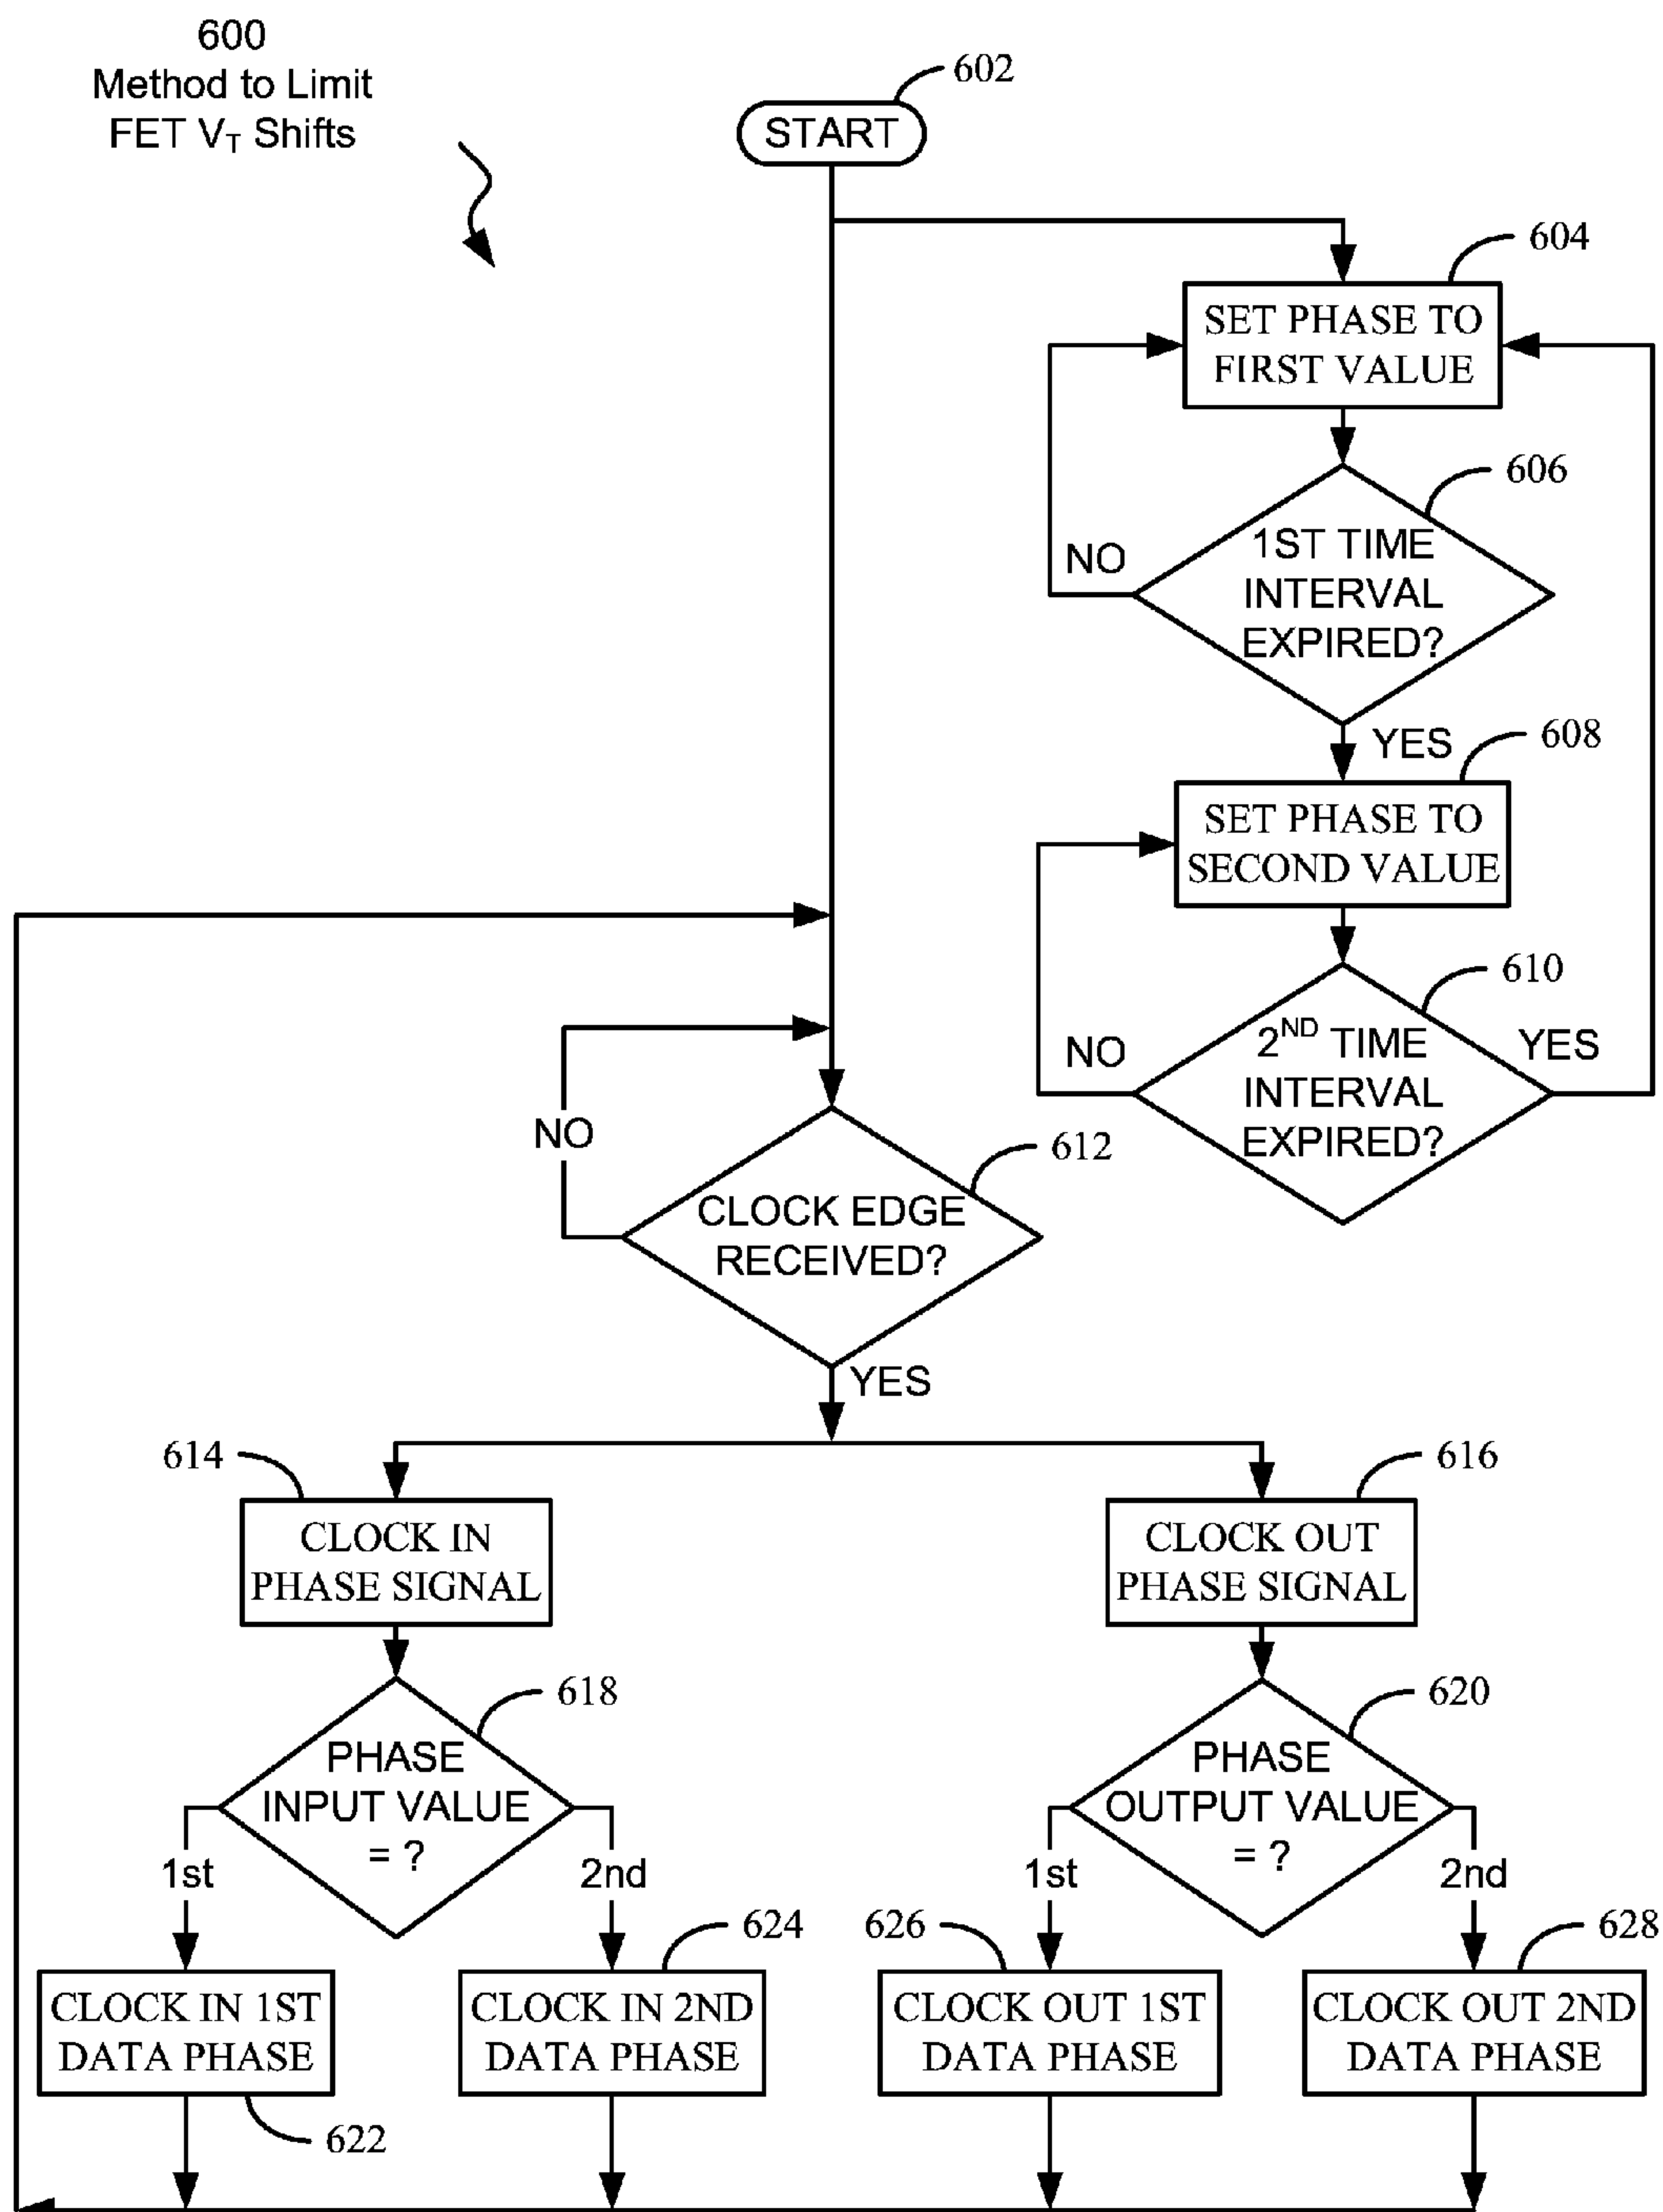 600
Method to Limit
FET VT Shifts
602
START
604
SET PHASE TO
FIRST VALUE
606
1ST TIME
INTERVAL
EXPIRED?
NO
YES
608
SET PHASE TO
SECOND VALUE
610
2ND TIME
INTERVAL
EXPIRED?
NO
YES
NO
612
CLOCK EDGE
RECEIVED?
YES
614
CLOCK IN
PHASE SIGNAL
616
CLOCK OUT
PHASE SIGNAL
618
PHASE
INPUT VALUE
= ?
1st
2nd
620
PHASE
OUTPUT VALUE
= ?
1st
2nd
CLOCK IN 1ST
DATA PHASE
622
624
CLOCK IN 2ND
DATA PHASE
626
CLOCK OUT 1ST
DATA PHASE
628
CLOCK OUT 2ND
DATA PHASE